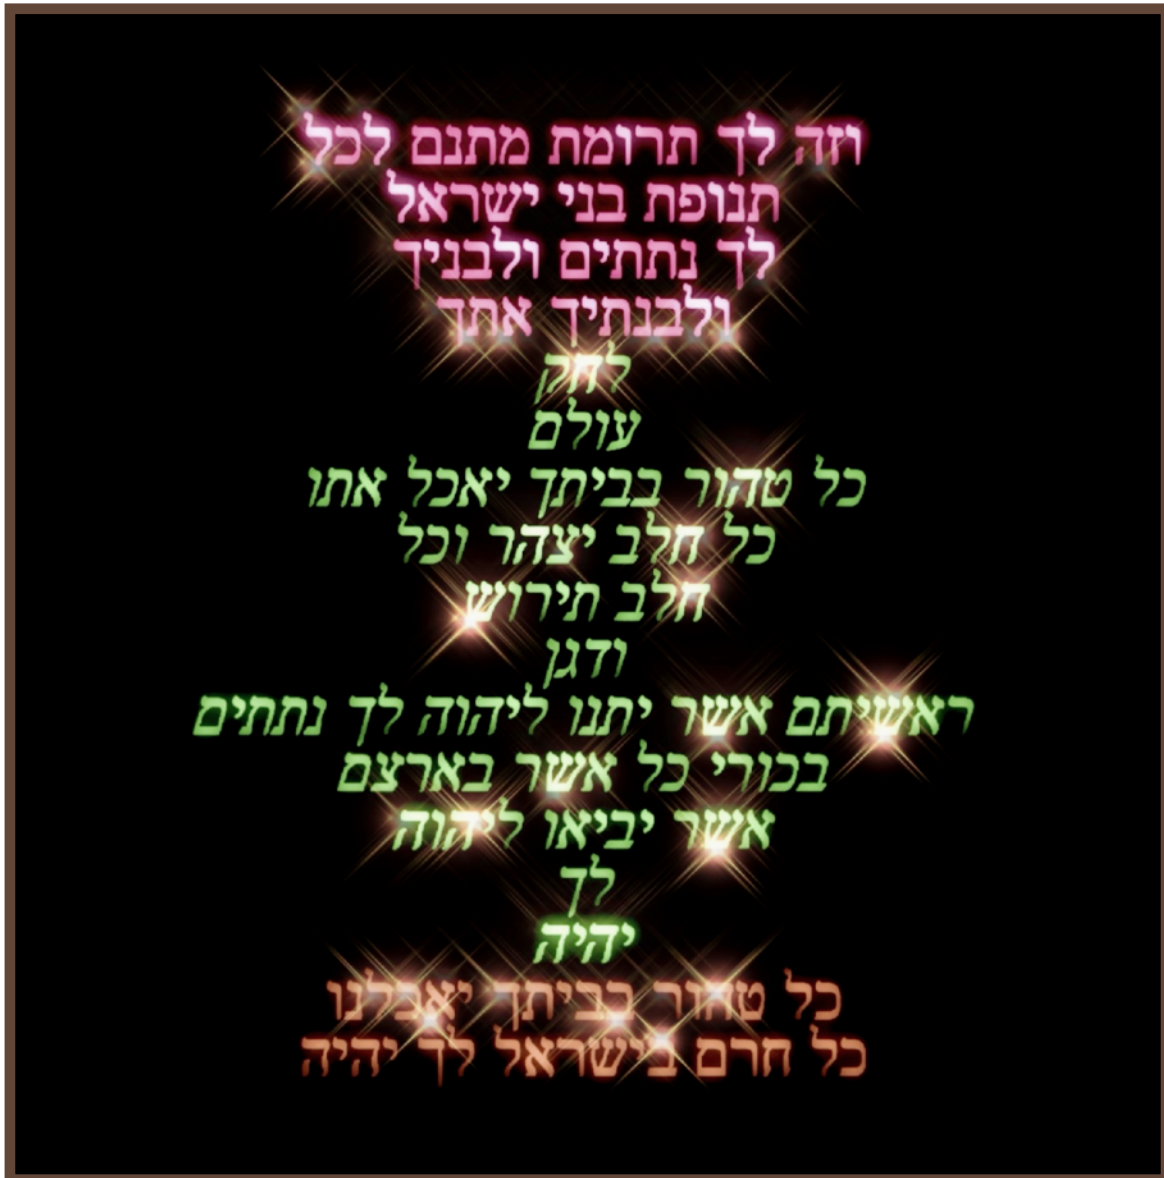 וזה לך תרומת מתנם לכל
תנופת בני ישראל
לך נתתים ולבניך
ולבנתיך אתך
לחק
עולם
כל טהור בביתך יאכל אתו
כל חלב יצהר וכל
חלב תירוש
ודגן
ראשיתם אשר יתנו ליהוה לך נתתים
בכורי כל אשר בארצם
אשר יביאו ליהוה
לך
יהיה
כל טהור בביתך יאכלנו
כל חרם בישראל לך יהיה